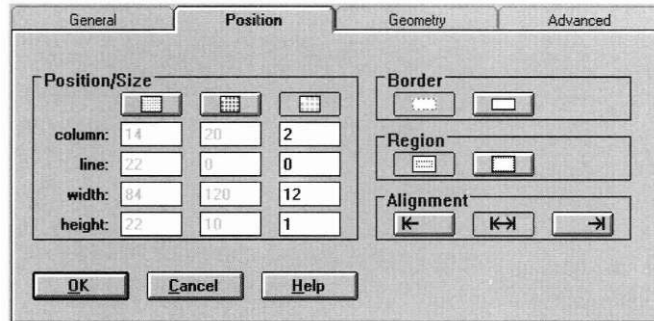 General Position Geometry Advanced
Position/Size
column: 14 20 2
line: 22 0 0
width: 84 120 12
height: 22 10 1
Border
Region
Alignment
OK Cancel Help